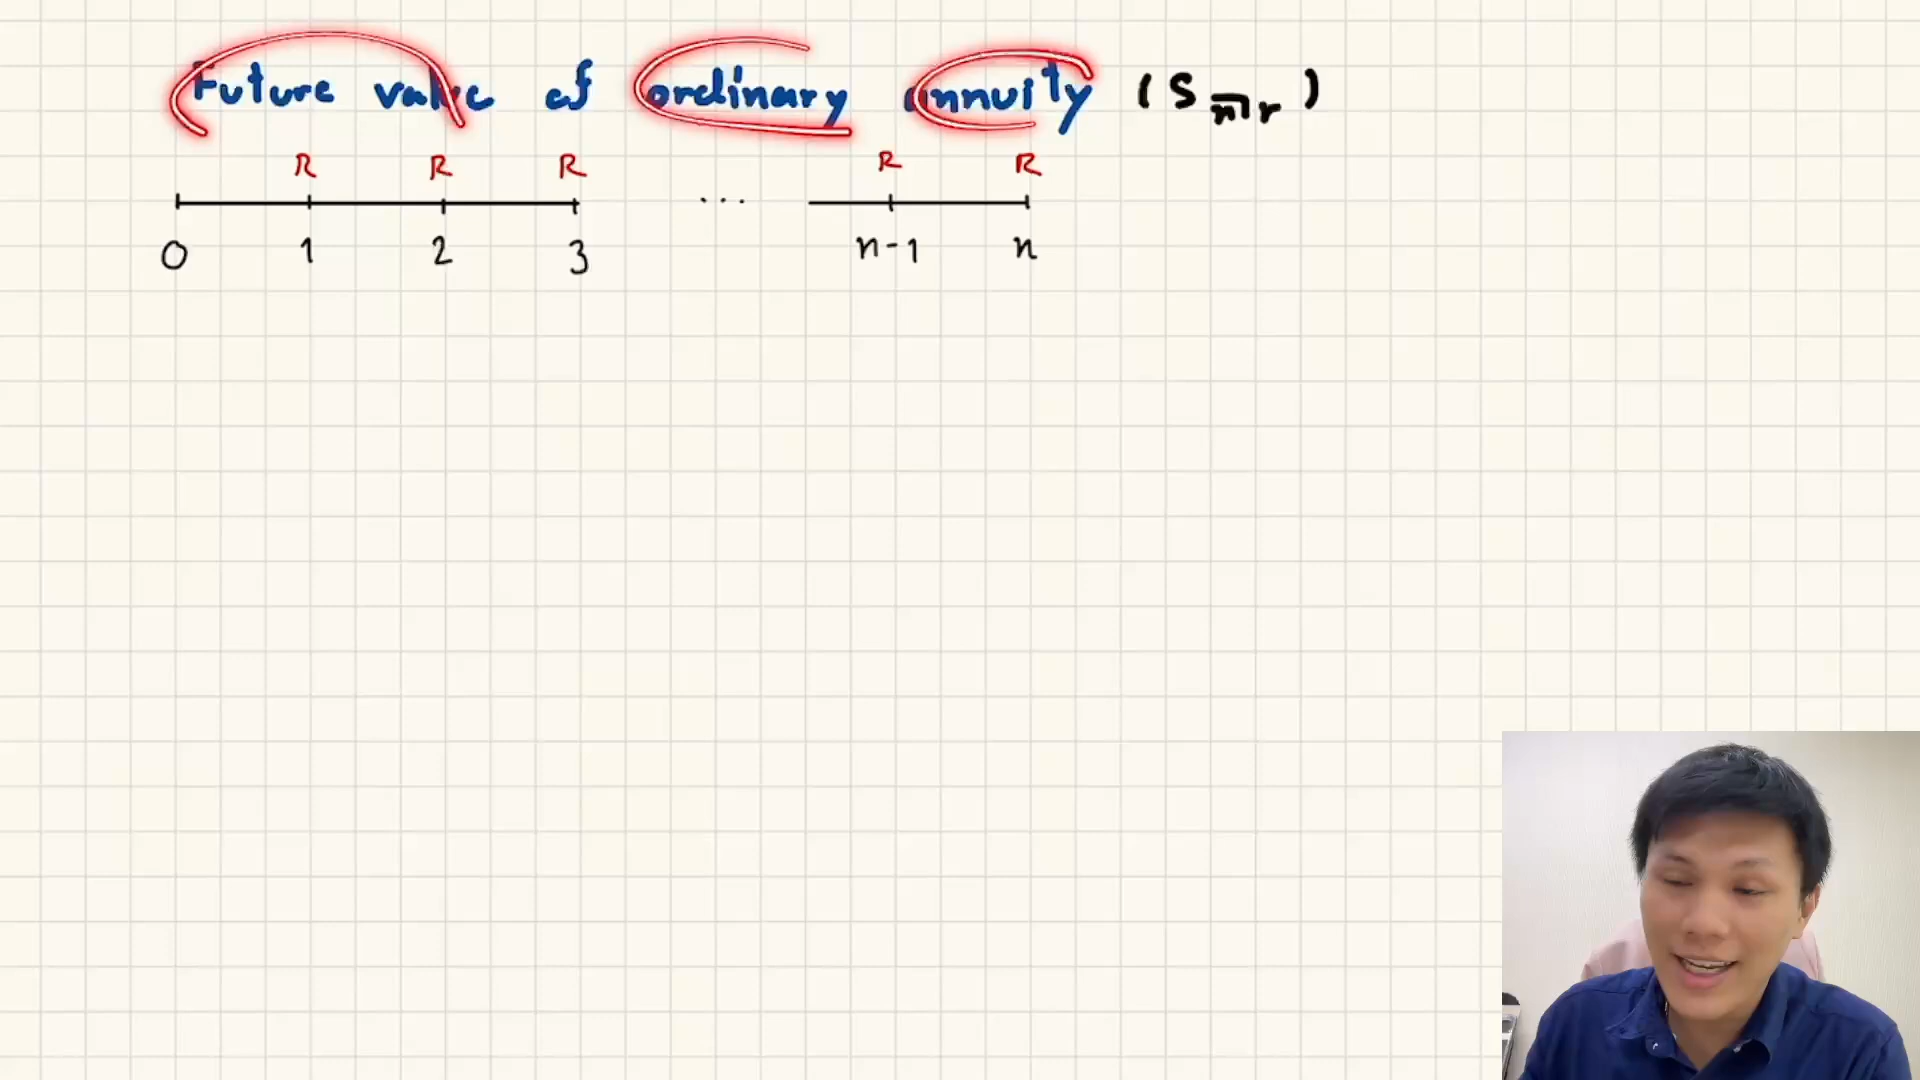 Future value of ordinary annuity (S n⌉r)
R R R R R
...
0 1 2 3 n-1 n